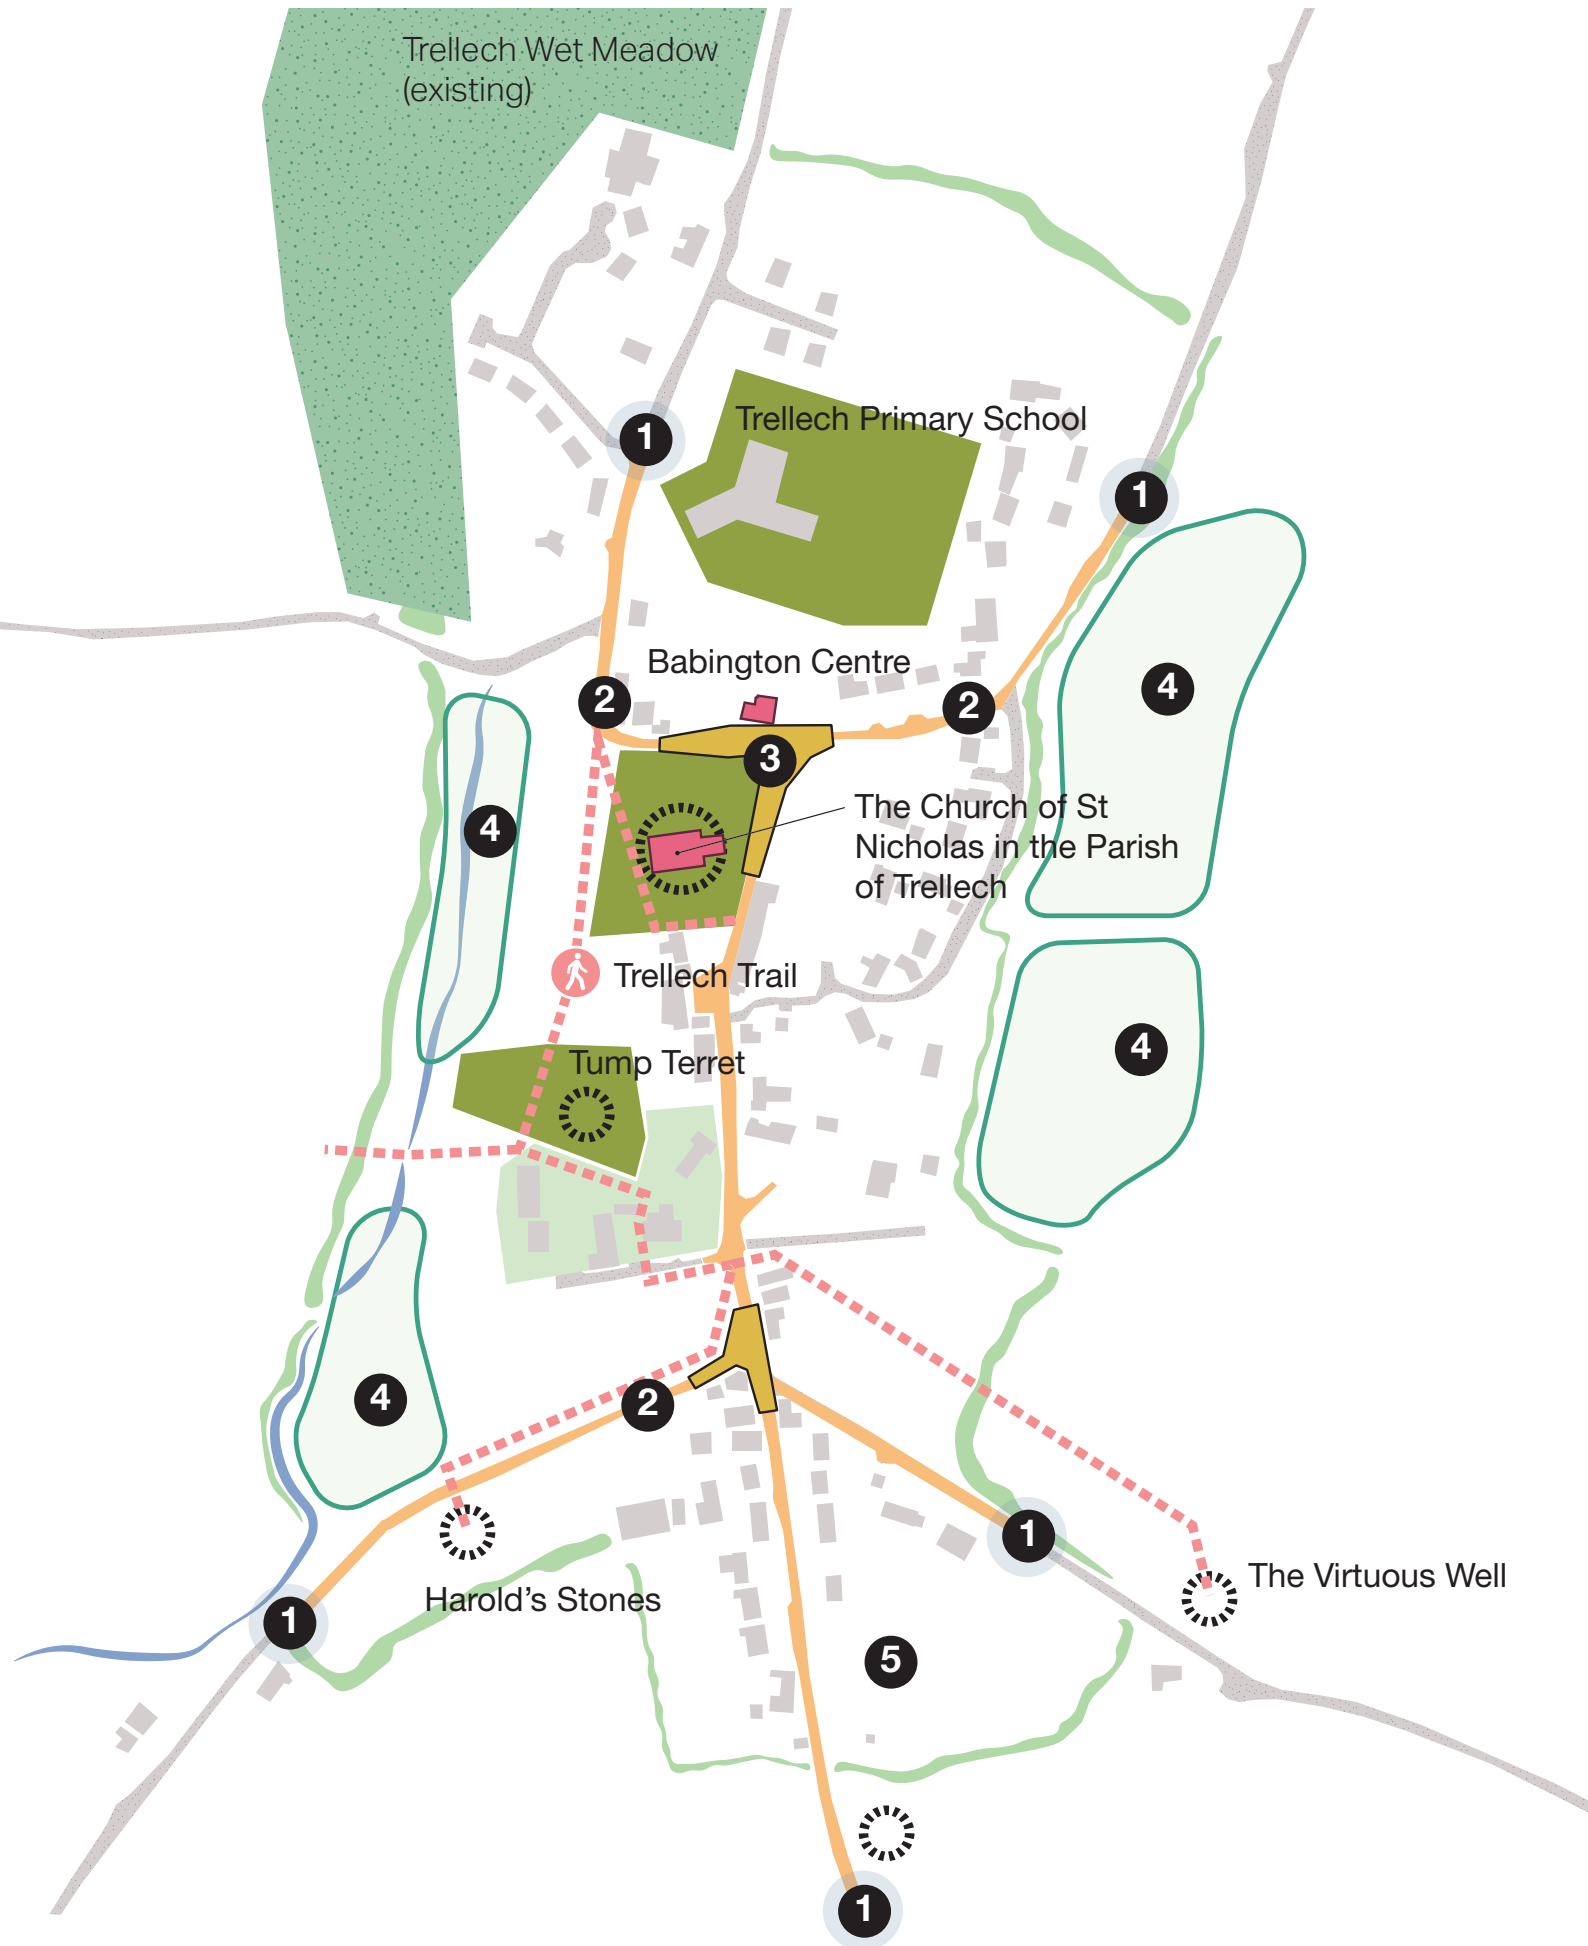 Trellech Wet Meadow
(existing)
Trellech Primary School
1
1
Babington Centre
4
2
2
3
The Church of St
Nicholas in the Parish
of Trellech
4
Trellech Trail
4
Tump Terret
4
2
1
The Virtuous Well
Harold's Stones
1
5
1